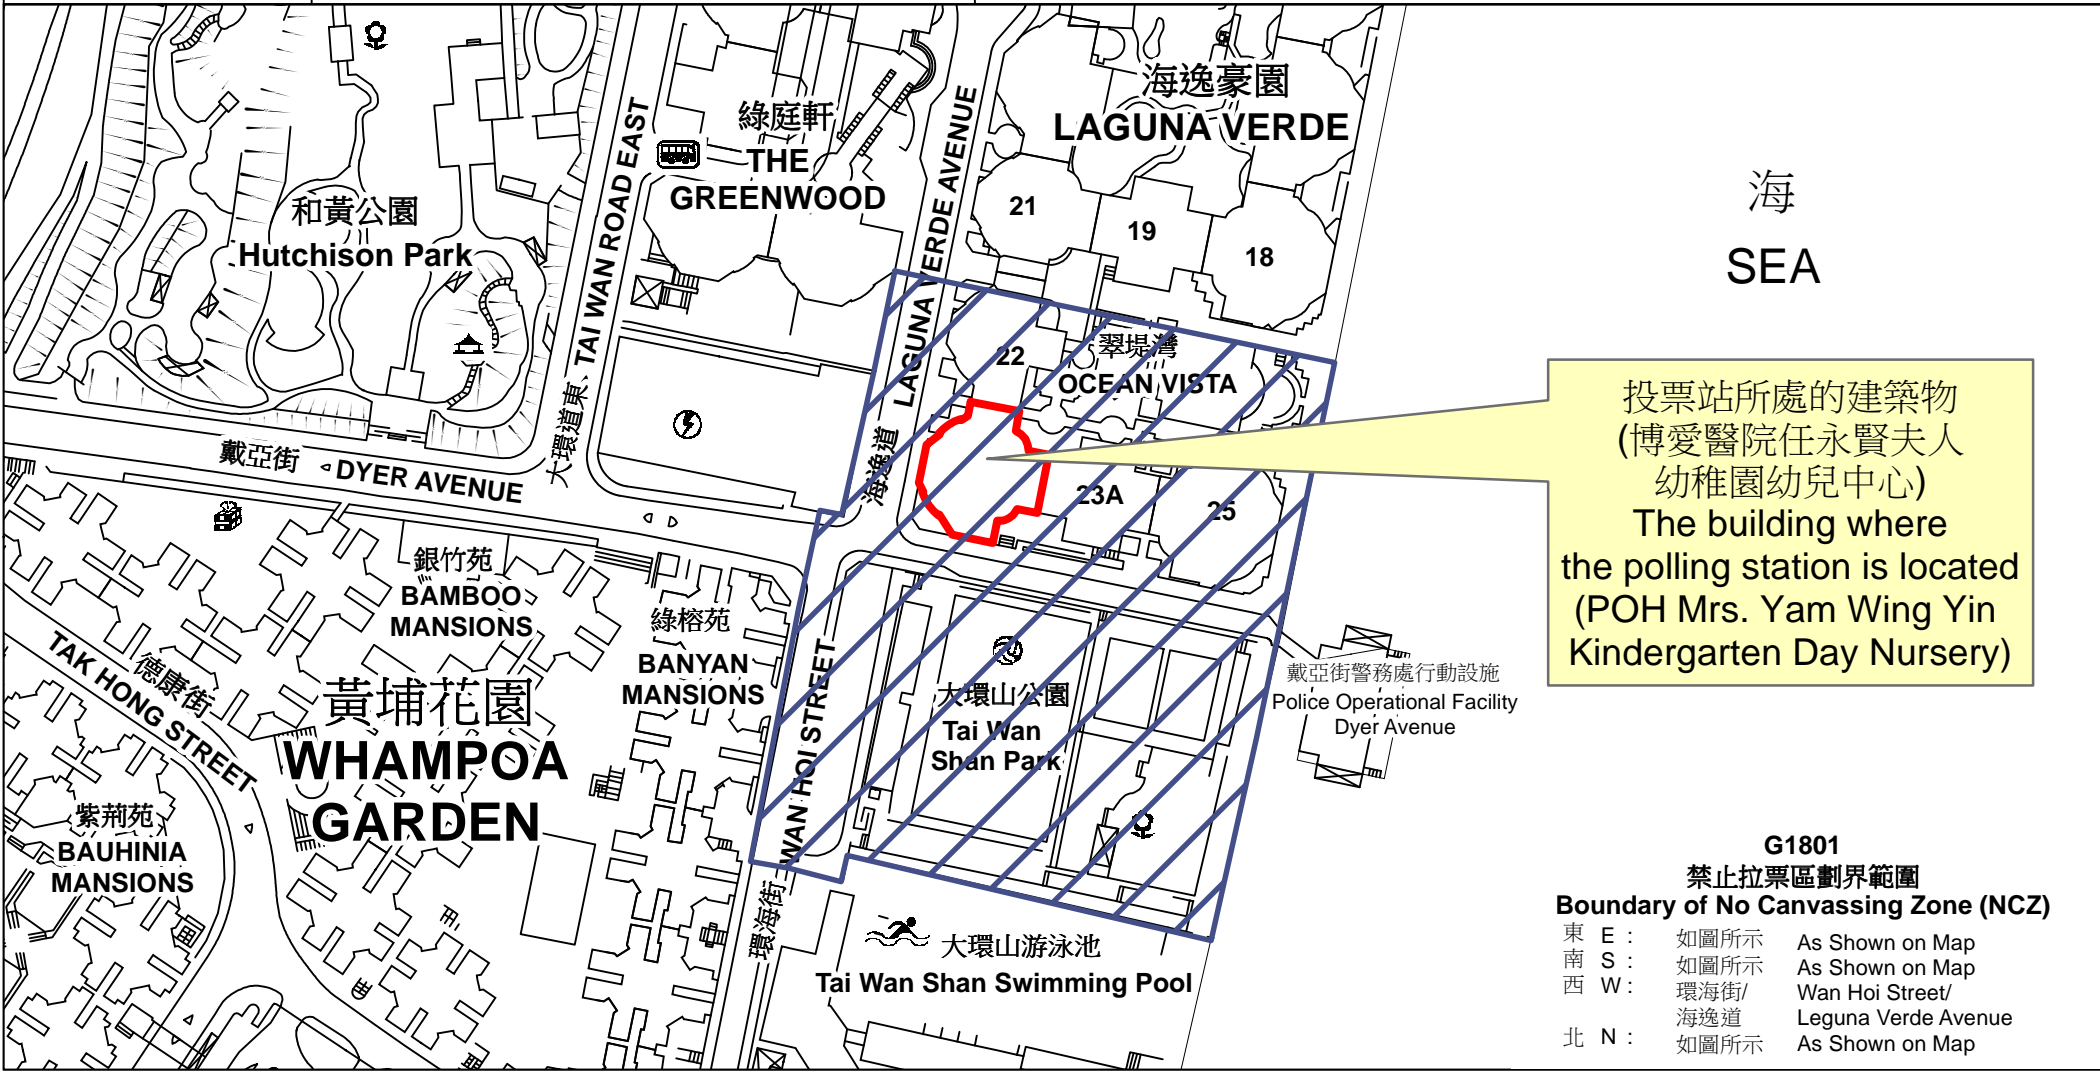 海逸豪園
LAGUNA VERDE
綠庭軒
THE
GREENWOOD
和黃公園
Hutchison Park
大環道東 TAI WAN ROAD EAST
海逸道 LAGUNA VERDE AVENUE
21
19
18
海
SEA
22
翠堤灣
OCEAN VISTA
23A
25
戴亞街 DYER AVENUE
投票站所處的建築物
(博愛醫院任永賢夫人
幼稚園幼兒中心)
The building where
the polling station is located
(POH Mrs. Yam Wing Yin
Kindergarten Day Nursery)
銀竹苑
BAMBOO
MANSIONS
綠榕苑
BANYAN
MANSIONS
德康街
TAK HONG STREET
黃埔花園
WHAMPOA
GARDEN
紫荊苑
BAUHINIA
MANSIONS
環海街 WAN HOI STREET
大環山公園
Tai Wan
Shan Park
戴亞街警務處行動設施
Police Operational Facility
Dyer Avenue
大環山游泳池
Tai Wan Shan Swimming Pool
G1801
禁止拉票區劃界範圍
Boundary of No Canvassing Zone (NCZ)
東 E : 如圖所示 As Shown on Map
南 S : 如圖所示 As Shown on Map
西 W : 環海街/ Wan Hoi Street/
海逸道 Leguna Verde Avenue
北 N : 如圖所示 As Shown on Map